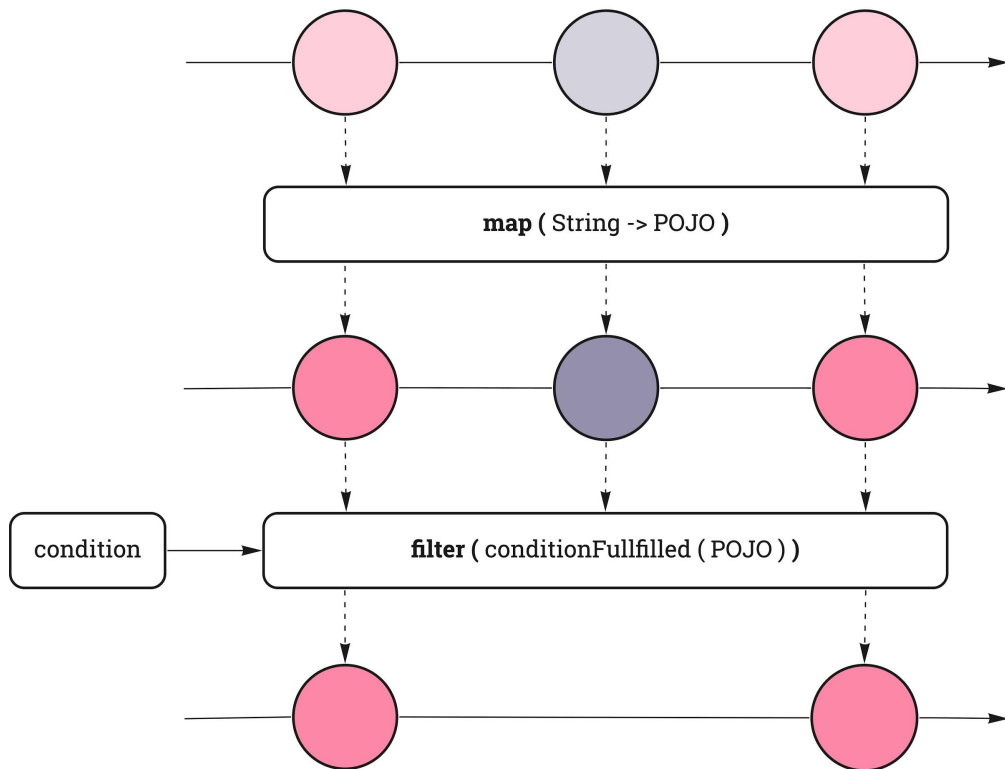 map ( String -> POJO )
condition
filter ( conditionFullfilled ( POJO ) )